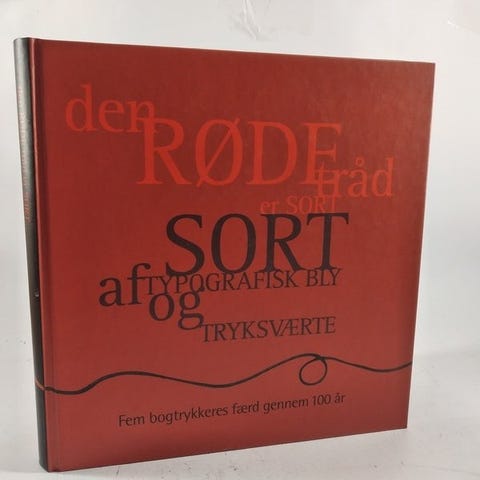 den
RØDE
tråd
er SORT
SORT
af TYPOGRAFISK BLY
og
TRYKSVÆRTE
Fem bogtrykkeres færd gennem 100 år